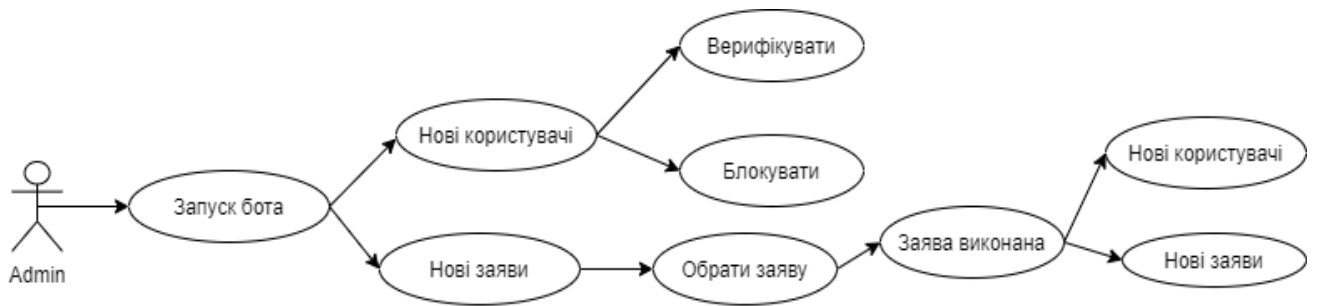 Верифікувати
Нові користувачі
Блокувати
Нові користувачі
Запуск бота
Заява виконана
Нові заяви
Обрати заяву
Нові заяви
Admin